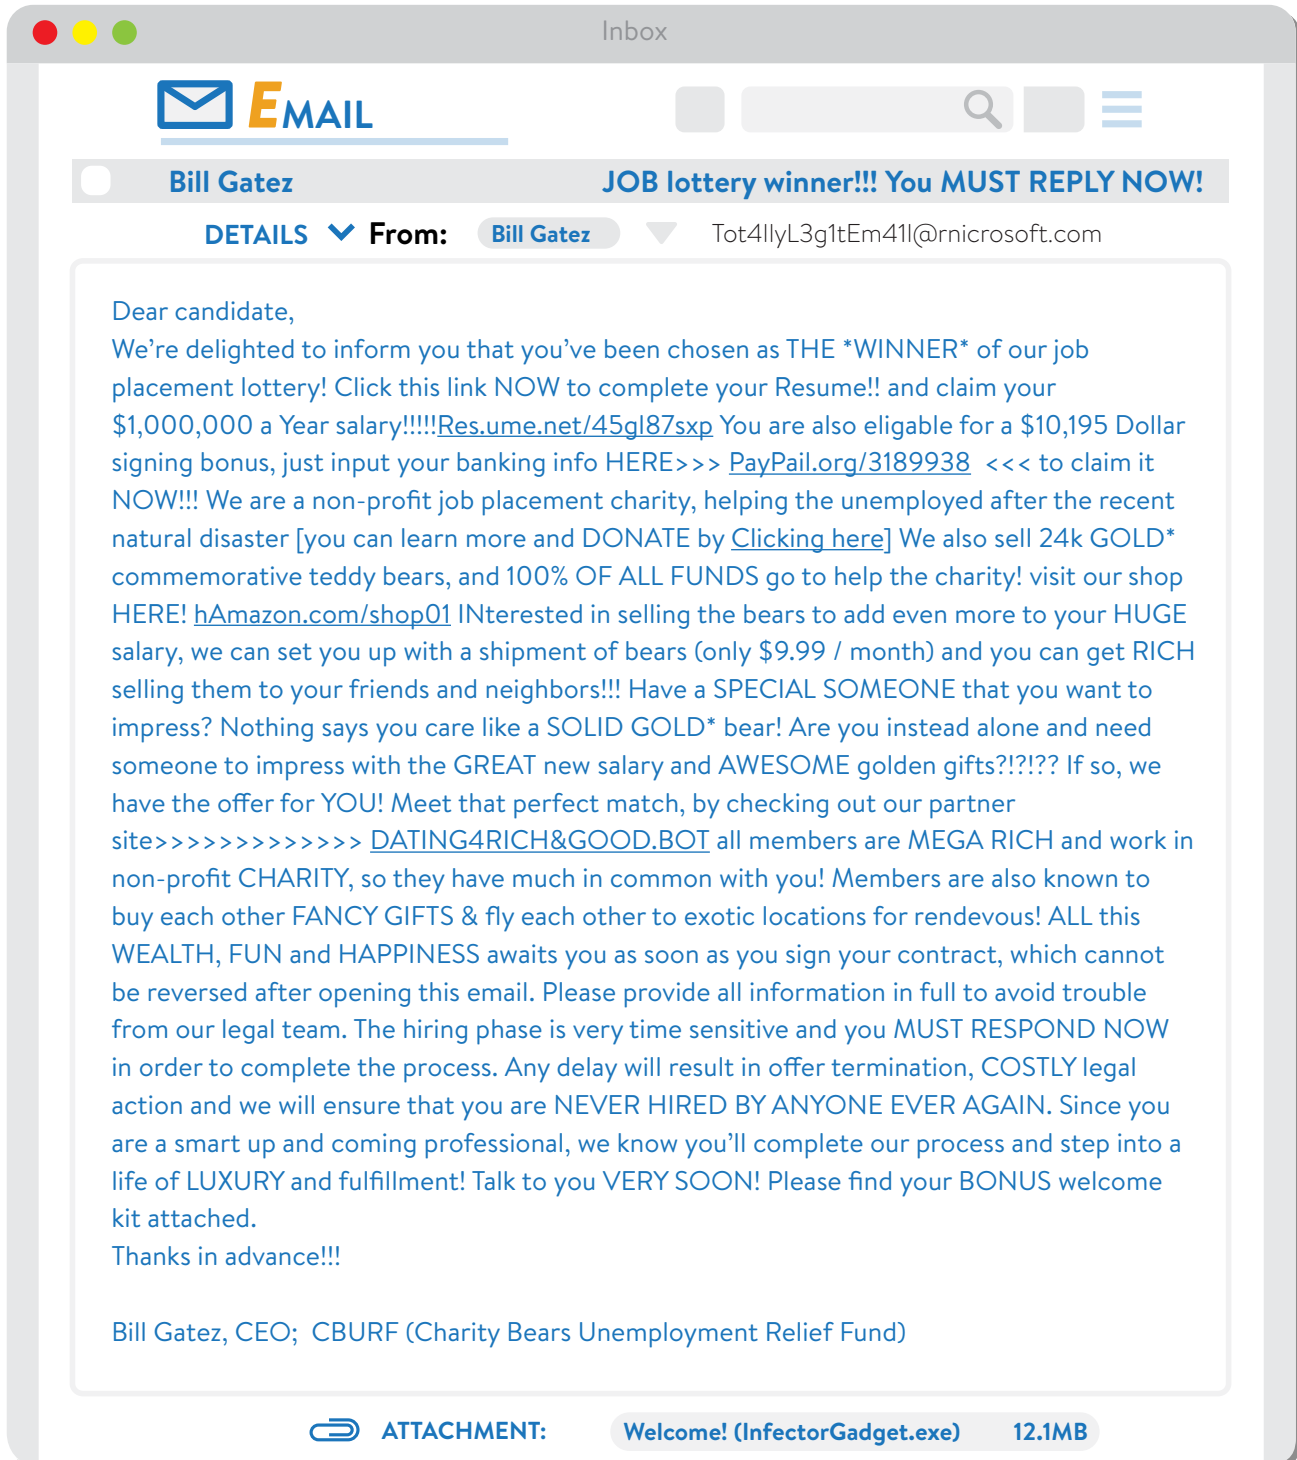 Inbox
EMAIL
Bill Gatez JOB lottery winner!!! You MUST REPLY NOW!
DETAILS From: Bill Gatez Tot4llyL3g1tEm41l@rnicrosoft.com
Dear candidate,
We’re delighted to inform you that you’ve been chosen as THE *WINNER* of our job
placement lottery! Click this link NOW to complete your Resume!! and claim your
$1,000,000 a Year salary!!!!!Res.ume.net/45gl87sxp You are also eligable for a $10,195 Dollar
signing bonus, just input your banking info HERE>>> PayPail.org/3189938 <<< to claim it
NOW!!! We are a non-profit job placement charity, helping the unemployed after the recent
natural disaster [you can learn more and DONATE by Clicking here] We also sell 24k GOLD*
commemorative teddy bears, and 100% OF ALL FUNDS go to help the charity! visit our shop
HERE! hAmazon.com/shop01 INterested in selling the bears to add even more to your HUGE
salary, we can set you up with a shipment of bears (only $9.99 / month) and you can get RICH
selling them to your friends and neighbors!!! Have a SPECIAL SOMEONE that you want to
impress? Nothing says you care like a SOLID GOLD* bear! Are you instead alone and need
someone to impress with the GREAT new salary and AWESOME golden gifts?!?!?? If so, we
have the offer for YOU! Meet that perfect match, by checking out our partner
site>>>>>>>>>>>>> DATING4RICH&GOOD.BOT all members are MEGA RICH and work in
non-profit CHARITY, so they have much in common with you! Members are also known to
buy each other FANCY GIFTS & fly each other to exotic locations for rendevous! ALL this
WEALTH, FUN and HAPPINESS awaits you as soon as you sign your contract, which cannot
be reversed after opening this email. Please provide all information in full to avoid trouble
from our legal team. The hiring phase is very time sensitive and you MUST RESPOND NOW
in order to complete the process. Any delay will result in offer termination, COSTLY legal
action and we will ensure that you are NEVER HIRED BY ANYONE EVER AGAIN. Since you
are a smart up and coming professional, we know you’ll complete our process and step into a
life of LUXURY and fulfillment! Talk to you VERY SOON! Please find your BONUS welcome
kit attached.
Thanks in advance!!!
Bill Gatez, CEO; CBURF (Charity Bears Unemployment Relief Fund)
ATTACHMENT: Welcome! (InfectorGadget.exe) 12.1MB